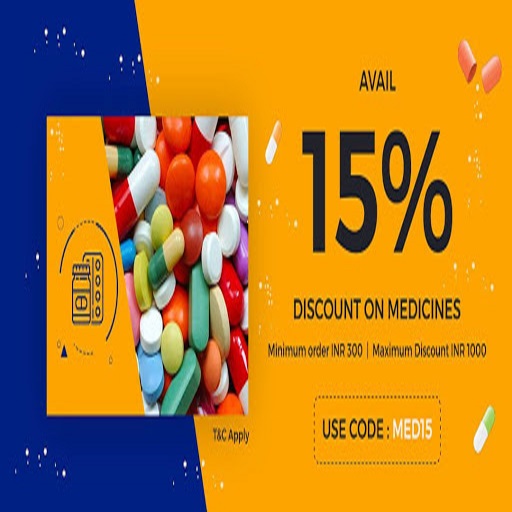 AVAIL
15%
DISCOUNT ON MEDICINES
Minimum order INR 300 | Maximum Discount INR 1000
USE CODE : MED15
T&C Apply